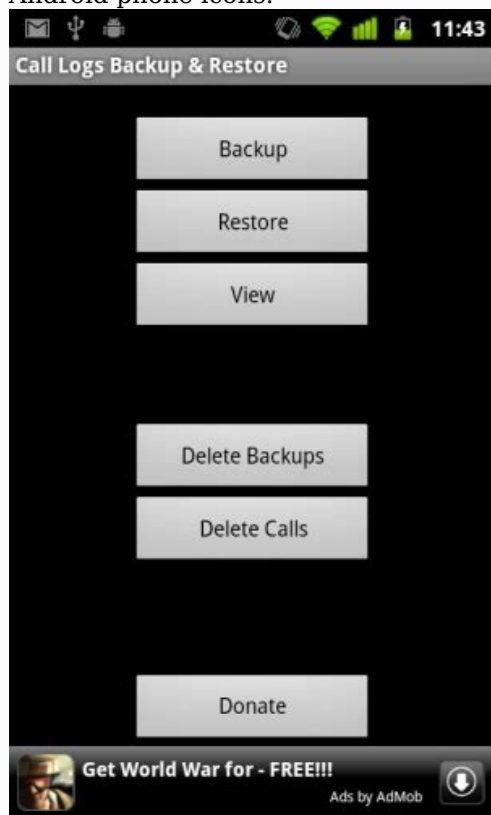 Android phone icons.
11:43
Call Logs Backup & Restore
Backup
Restore
View
Delete Backups
Delete Calls
Donate
Get World War for - FREE!!!
Ads by AdMob